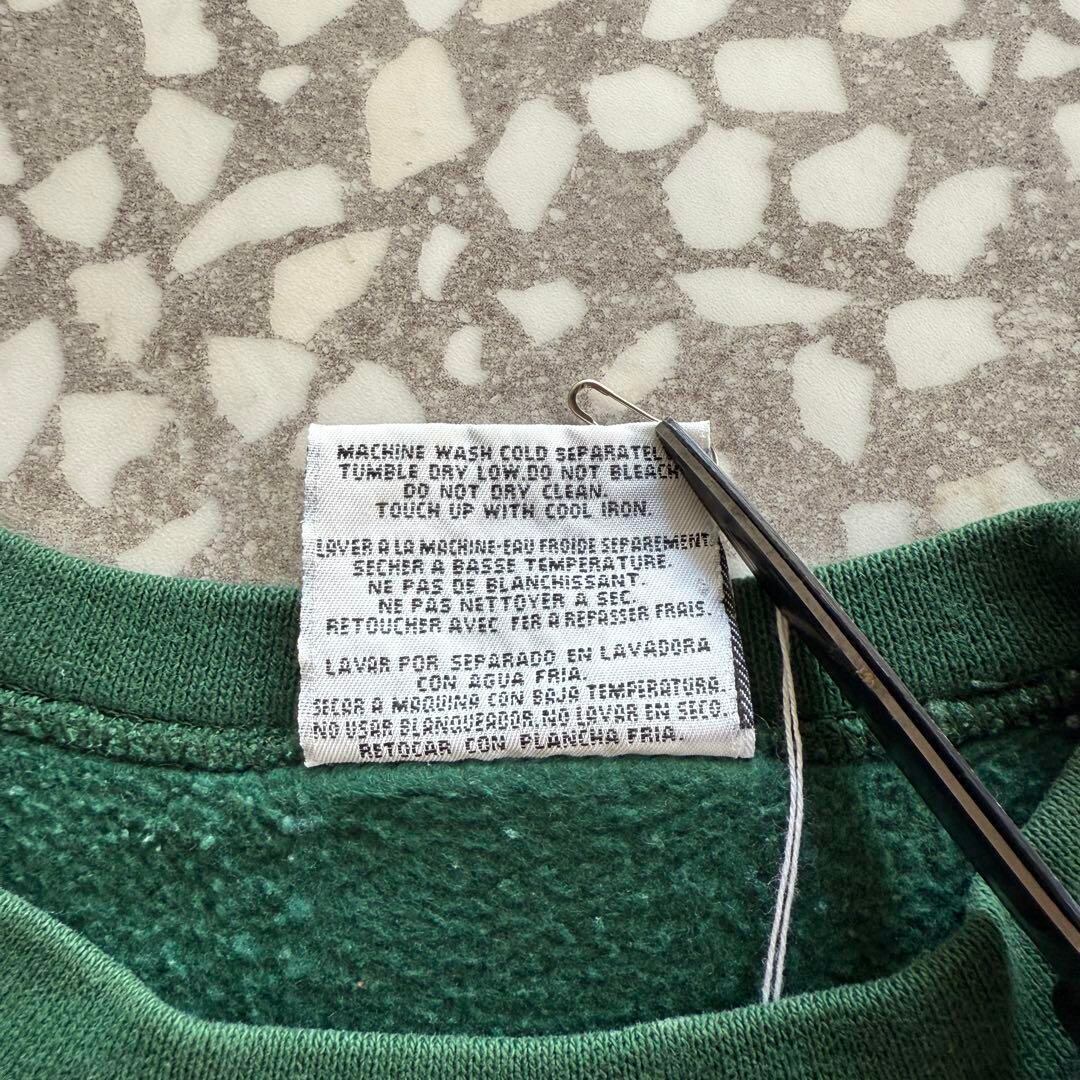 MACHINE WASH COLD SEPARATELY
TUMBLE DRY LOW.DO NOT BLEACH
DO NOT DRY CLEAN.
TOUCH UP WITH COOL IRON.
LAVER A LA MACHINE-EAU FROIDE SEPAREMENT.
SECHER A BASSE TEMPERATURE.
NE PAS DE BLANCHISSANT.
NE PAS NETTOYER A SEC.
RETOUCHER AVEC FER A REPASSER FRAIS.
LAVAR POR SEPARADO EN LAVADORA
CON AGUA FRIA.
SECAR A MAQUINA CON BAJA TEMPERATURA.
NO USAR BLANQUEADOR.NO LAVAR EN SECO.
RETOCAR CON PLANCHA FRIA.